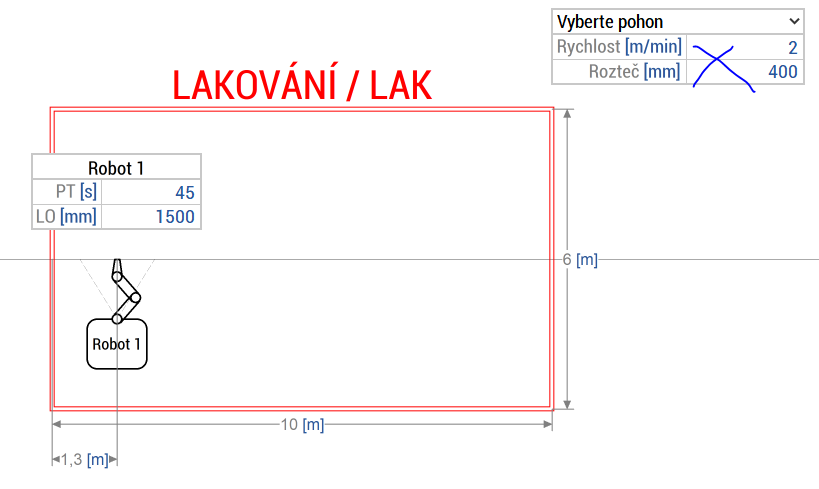 Vyberte pohon
Rychlost [m/min] 2
Rozteč [mm] 400
LAKOVÁNÍ / LAK
Robot 1
PT [s] 45
LO [mm] 1500
6 [m]
Robot 1
10 [m]
1,3 [m]